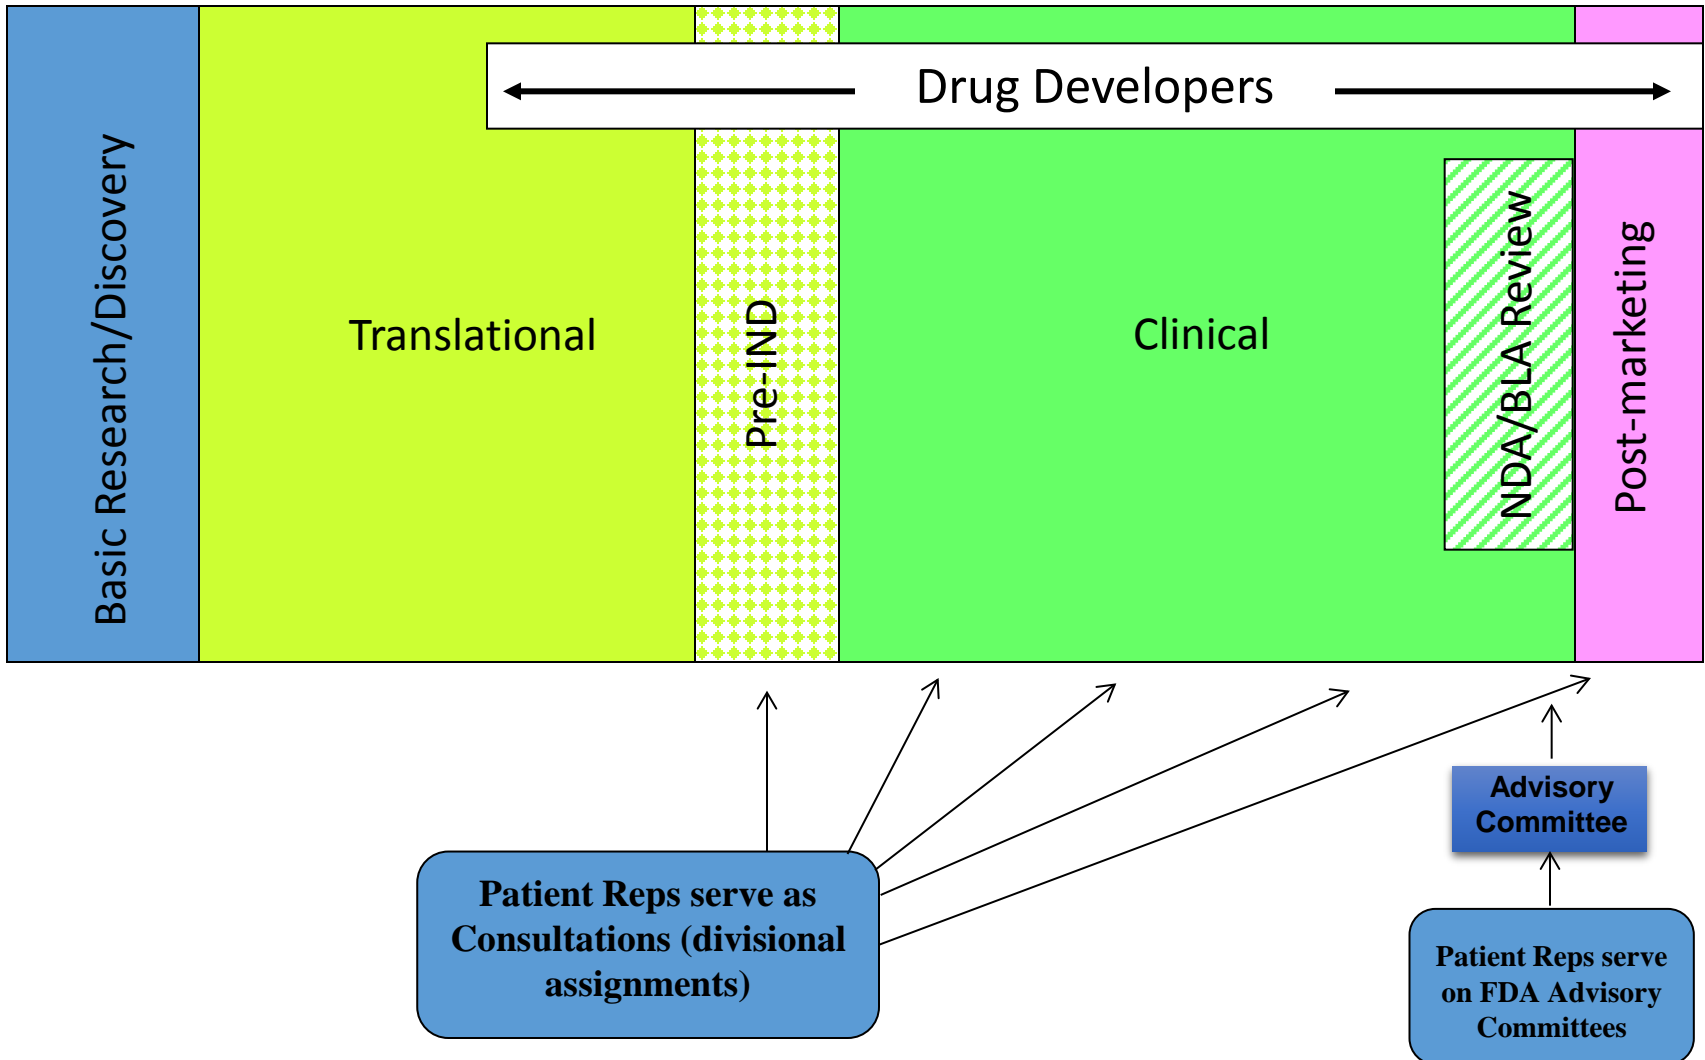 Drug Developers
Basic Research/Discovery
Translational
Pre-IND
Clinical
NDA/BLA Review
Post-marketing
Advisory
Committee
Patient Reps serve as
Consultations (divisional
assignments)
Patient Reps serve
on FDA Advisory
Committees